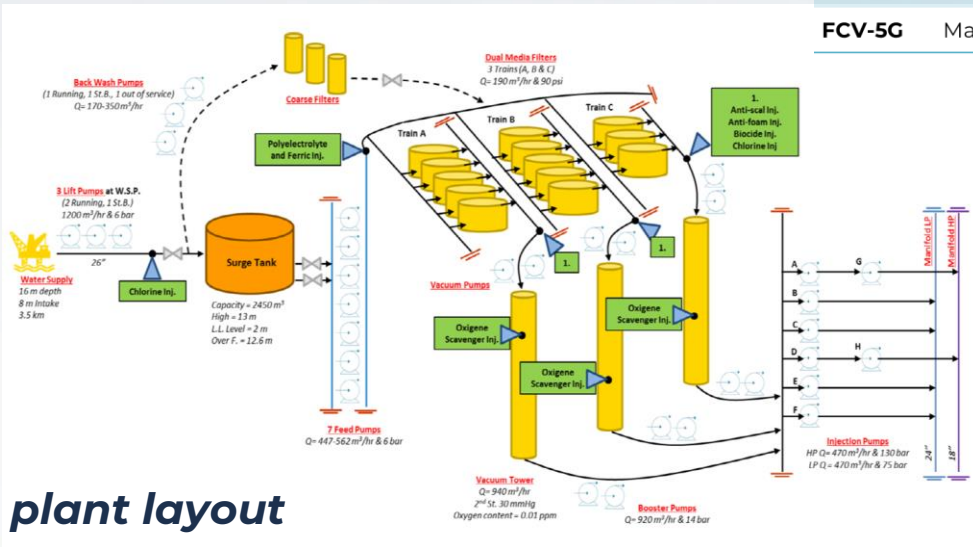 FCV-5G Ma
Back Wash Pumps
(1 Running, 1 St.B., 1 out of service)
Q= 170-350 m³/hr
Coarse Filters
Dual Media Filters
3 Trains (A, B & C)
Q= 190 m³/hr & 90 psi
Train A
Train B
Train C
1.
Anti-scal Inj.
Anti-foam Inj.
Biocide Inj.
Chlorine Inj
Polyelectrolyte
and Ferric Inj.
3 Lift Pumps at W.S.P.
(2 Running, 1 St.B.)
1200 m³/hr & 6 bar
26"
Water Supply
16 m depth
8 m Intake
3.5 km
Chlorine Inj.
Surge Tank
Capacity = 2450 m³
High = 13 m
L.L. Level = 2 m
Over F. = 12.6 m
7 Feed Pumps
Q= 447-562 m³/hr & 6 bar
Vacuum Pumps
1.
1.
Oxigene
Scavenger Inj.
Oxigene
Scavenger Inj.
Oxigene
Scavenger Inj.
Vacuum Tower
Q= 940 m³/hr
2nd St. 30 mmHg
Oxygen content = 0.01 ppm
Booster Pumps
Q= 920 m³/hr & 14 bar
A
G
B
C
D
H
E
F
Injection Pumps
HP Q= 470 m³/hr & 130 bar
LP Q= 470 m³/hr & 75 bar
Manifold LP
Manifold HP
24"
18"
plant layout